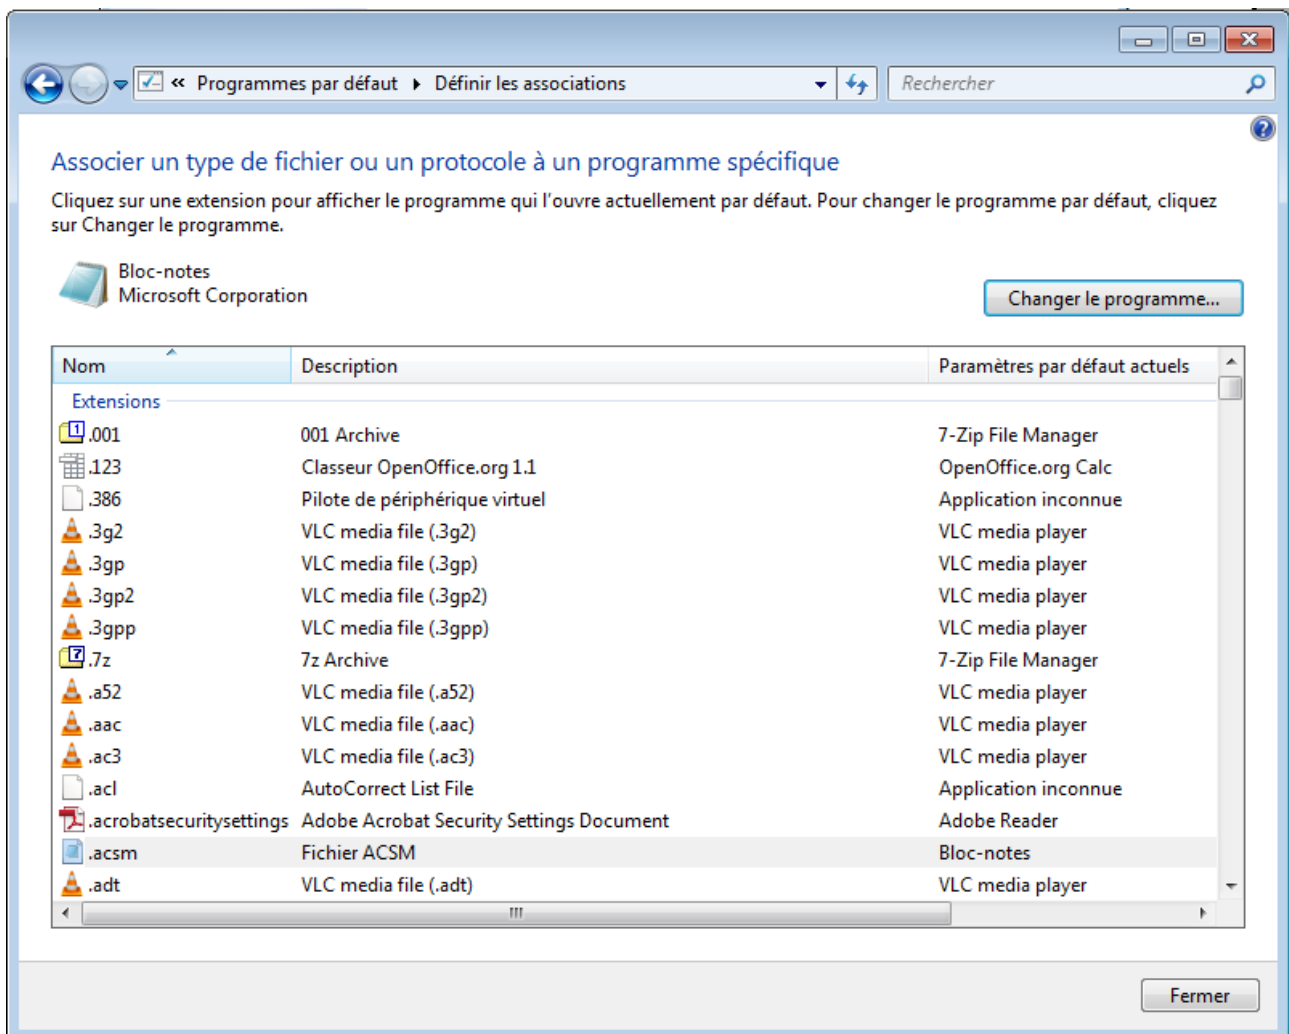 « Programmes par défaut Définir les associations Rechercher
Associer un type de fichier ou un protocole à un programme spécifique
Cliquez sur une extension pour afficher le programme qui l'ouvre actuellement par défaut. Pour changer le programme par défaut, cliquez
sur Changer le programme.
Bloc-notes
Microsoft Corporation
Changer le programme...
Nom Description Paramètres par défaut actuels
Extensions
.001 001 Archive 7-Zip File Manager
.123 Classeur OpenOffice.org 1.1 OpenOffice.org Calc
.386 Pilote de périphérique virtuel Application inconnue
.3g2 VLC media file (.3g2) VLC media player
.3gp VLC media file (.3gp) VLC media player
.3gp2 VLC media file (.3gp2) VLC media player
.3gpp VLC media file (.3gpp) VLC media player
.7z 7z Archive 7-Zip File Manager
.a52 VLC media file (.a52) VLC media player
.aac VLC media file (.aac) VLC media player
.ac3 VLC media file (.ac3) VLC media player
.acl AutoCorrect List File Application inconnue
.acrobatsecuritysettings Adobe Acrobat Security Settings Document Adobe Reader
.acsm Fichier ACSM Bloc-notes
.adt VLC media file (.adt) VLC media player
Fermer